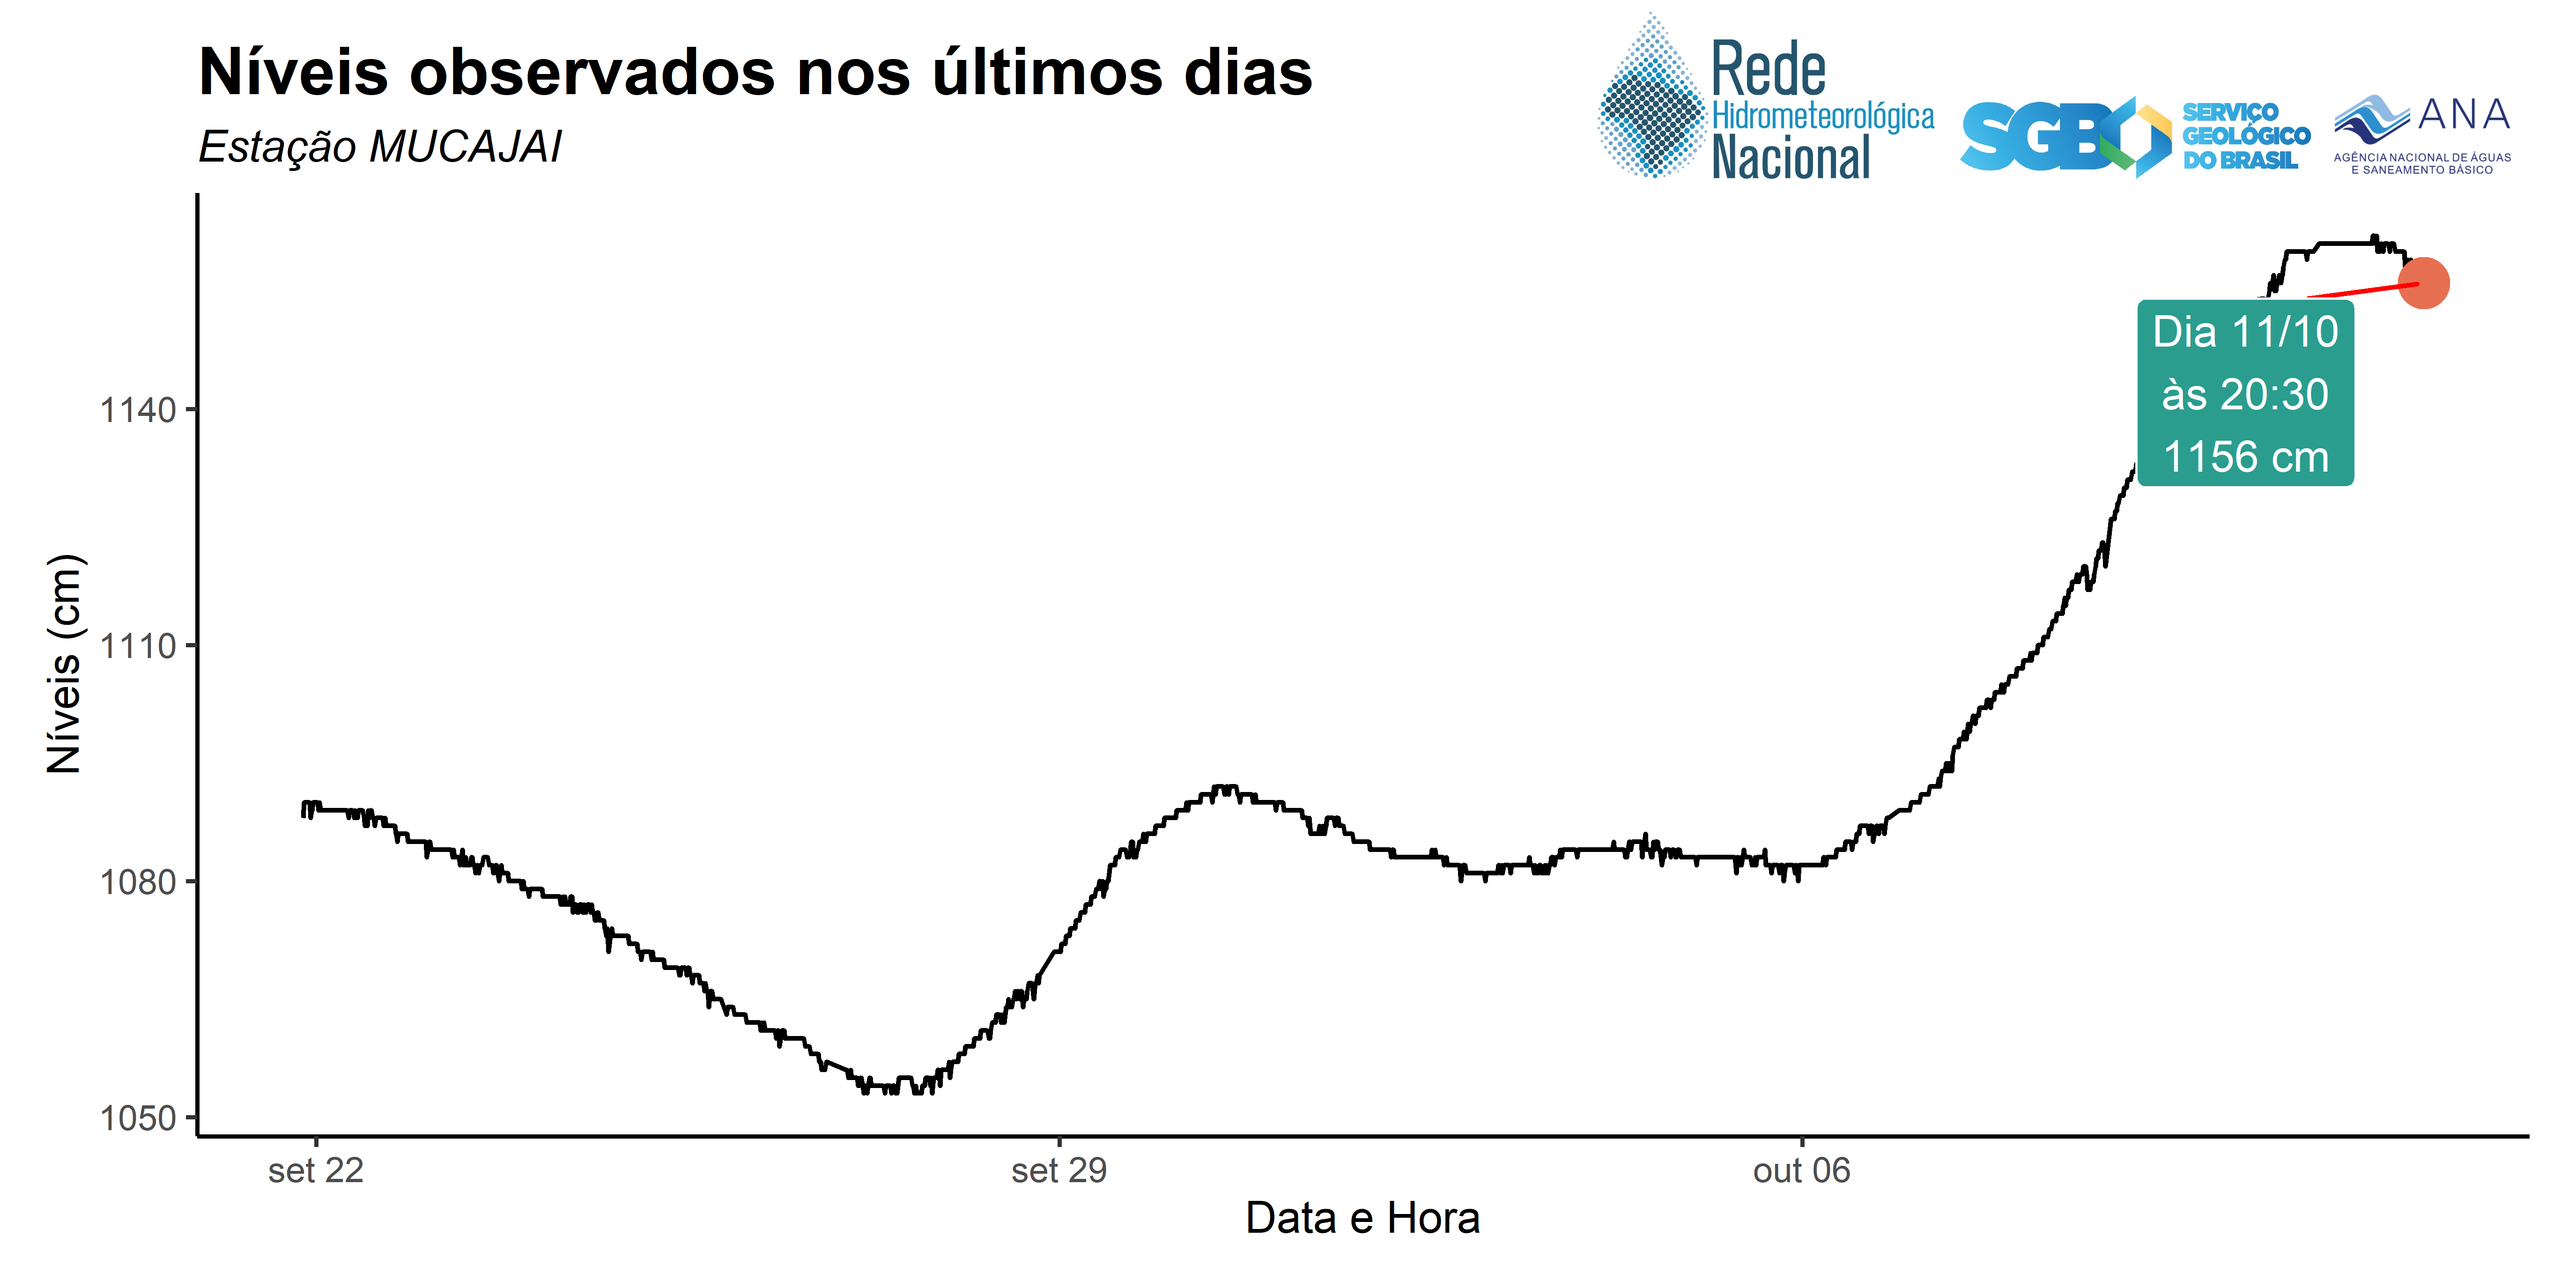 Níveis observados nos últimos dias
Estação MUCAJAI
Rede
Hidrometeorológica
Nacional
SGB
SERVIÇO
GEOLÓGICO
DO BRASIL
ANA
AGÊNCIA NACIONAL DE ÁGUAS
E SANEAMENTO BÁSICO
Dia 11/10
às 20:30
1156 cm
Níveis (cm)
1140
1110
1080
1050
set 22
set 29
out 06
Data e Hora